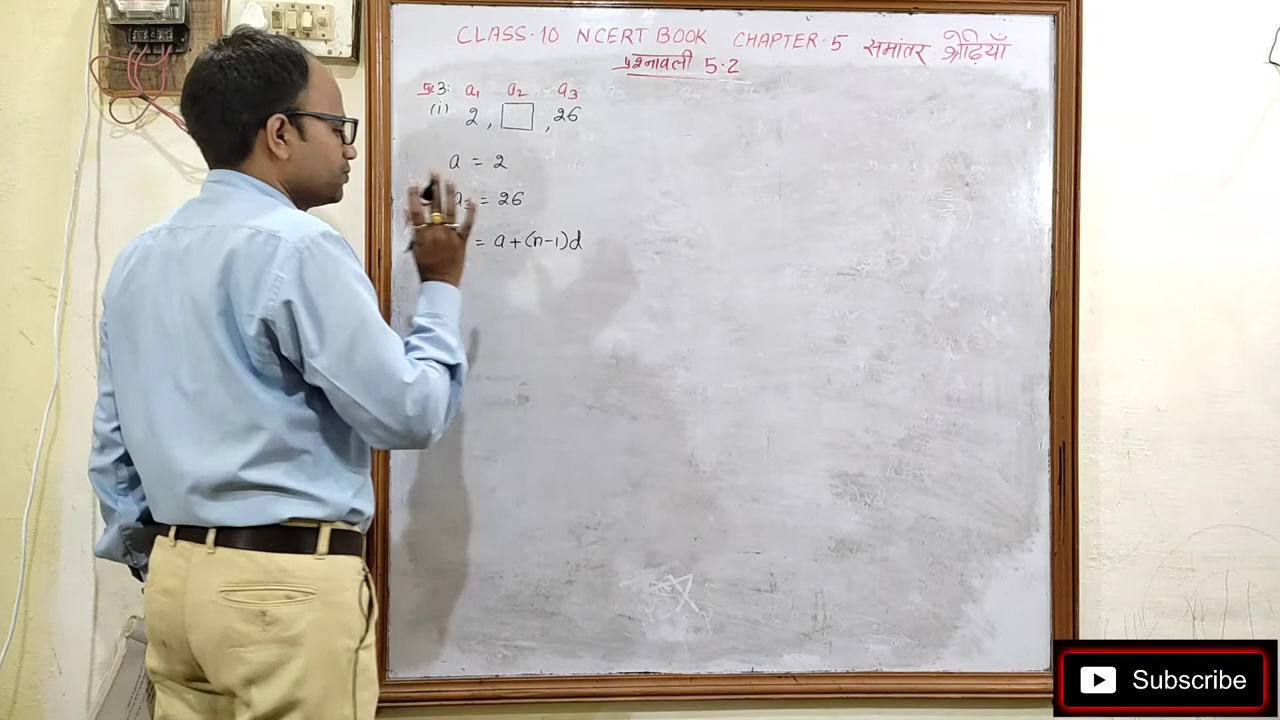 CLASS-10 NCERT BOOK CHAPTER-5 समांतर श्रेढ़ियाँ
प्रश्नावली 5.2
प्र3: a₁ a₂ a₃
(i) 2, □, 26
a = 2
a₃ = 26
= a+(n-1)d
Subscribe